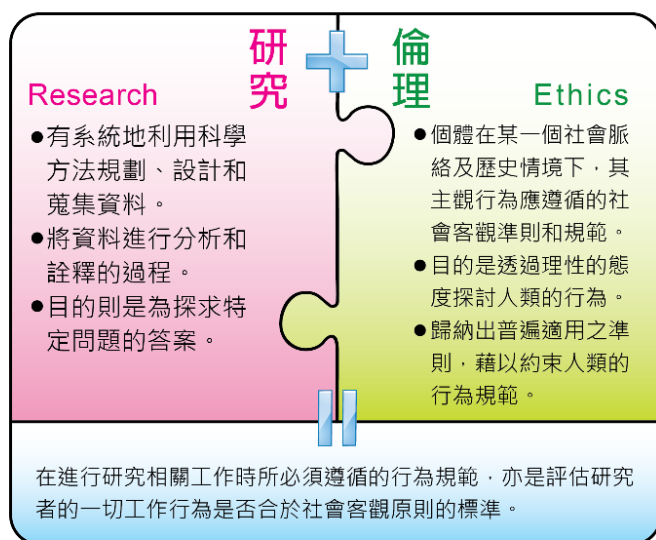 研究
Research
●有系統地利用科學
方法規劃、設計和
蒐集資料。
●將資料進行分析和
詮釋的過程。
●目的則是為探求特
定問題的答案。
+
倫理
Ethics
●個體在某一個社會脈
絡及歷史情境下，其
主觀行為應遵循的社
會客觀準則和規範。
●目的是透過理性的態
度探討人類的行為。
●歸納出普遍適用之準
則，藉以約束人類的
行為規範。
=
在進行研究相關工作時所必須遵循的行為規範，亦是評估研究
者的一切工作行為是否合於社會客觀原則的標準。